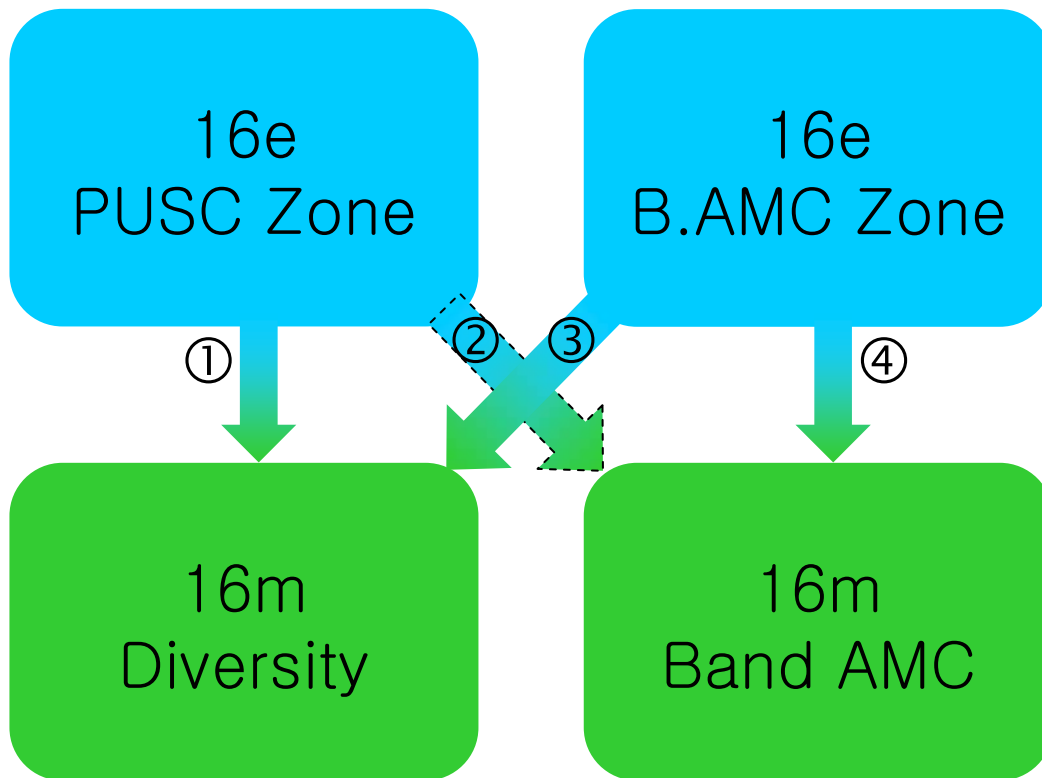 16e
PUSC Zone
16e
B.AMC Zone
①
②
③
④
16m
Diversity
16m
Band AMC